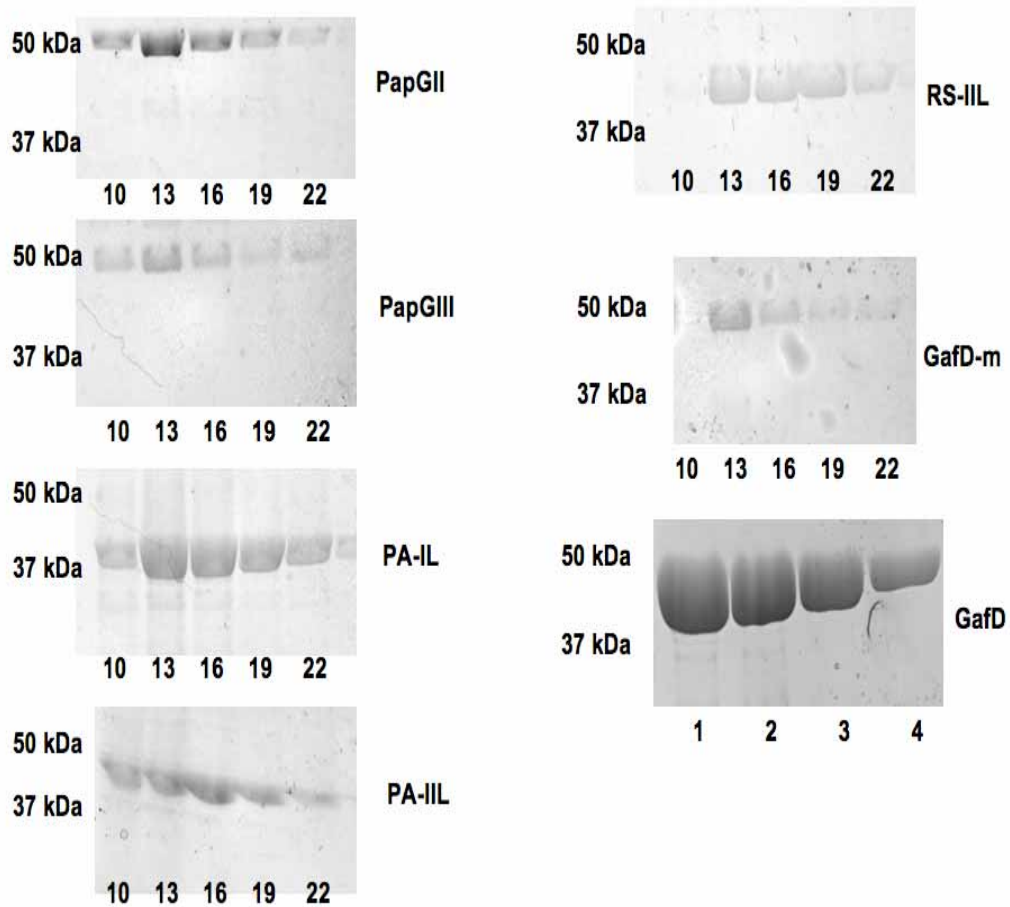 50 kDa
PapGII
37 kDa
10 13 16 19 22
50 kDa
PapGIII
37 kDa
10 13 16 19 22
50 kDa
PA-IL
37 kDa
10 13 16 19 22
50 kDa
PA-IIL
37 kDa
10 13 16 19 22
50 kDa
RS-IIL
37 kDa
10 13 16 19 22
50 kDa
GafD-m
37 kDa
10 13 16 19 22
50 kDa
GafD
37 kDa
1 2 3 4